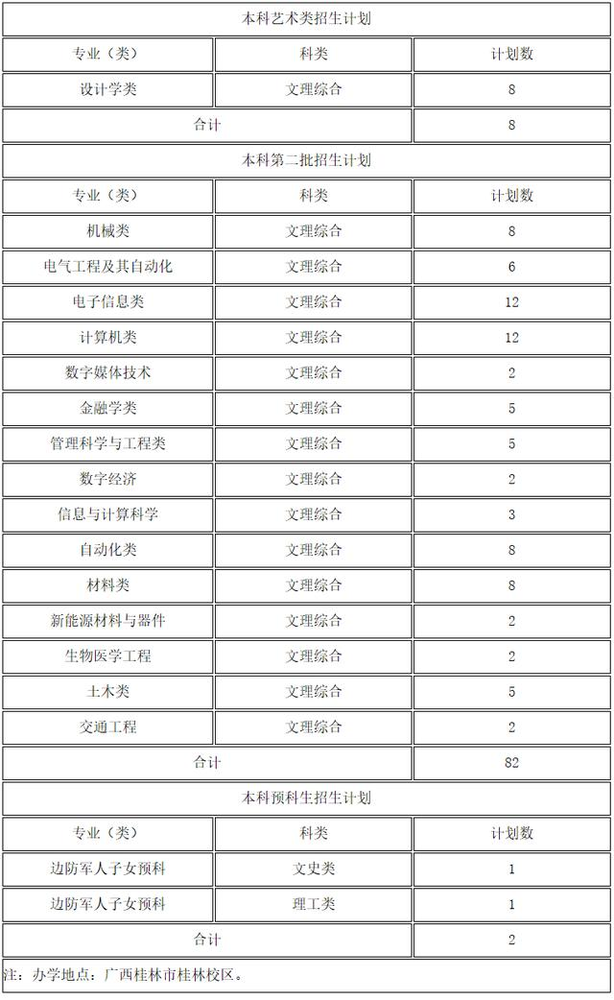 本科艺术类招生计划
专业（类） 科类 计划数
设计学类 文理综合 8
合计 8
本科第二批招生计划
专业（类） 科类 计划数
机械类 文理综合 8
电气工程及其自动化 文理综合 6
电子信息类 文理综合 12
计算机类 文理综合 12
数字媒体技术 文理综合 2
金融学类 文理综合 5
管理科学与工程类 文理综合 5
数字经济 文理综合 2
信息与计算科学 文理综合 3
自动化类 文理综合 8
材料类 文理综合 8
新能源材料与器件 文理综合 2
生物医学工程 文理综合 2
土木类 文理综合 5
交通工程 文理综合 2
合计 82
本科预科生招生计划
专业（类） 科类 计划数
边防军人子女预科 文史类 1
边防军人子女预科 理工类 1
合计 2
注：办学地点：广西桂林市桂林校区。